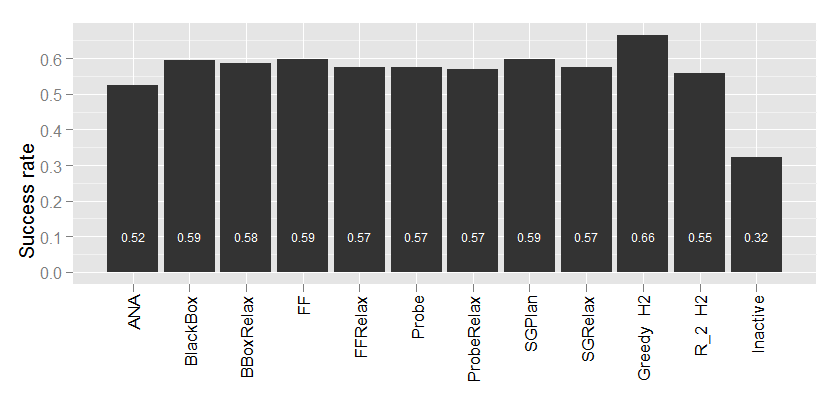 Success rate
0.6
0.5
0.4
0.3
0.2
0.1
0.0
0.52 0.59 0.58 0.59 0.57 0.57 0.57 0.59 0.57 0.66 0.55 0.32
ANA
BlackBox
BBoxRelax
FF
FFRelax
Probe
ProbeRelax
SGPlan
SGRelax
Greedy H2
R_2 H2
Inactive